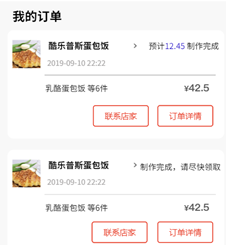 我的订单
酷乐普斯蛋包饭 > 预计12.45 制作完成
2019-09-10 22:22
乳酪蛋包饭 等6件 ¥42.5
联系店家 订单详情
酷乐普斯蛋包饭 > 制作完成，请尽快领取
2019-09-10 22:22
乳酪蛋包饭 等6件 ¥42.5
联系店家 订单详情